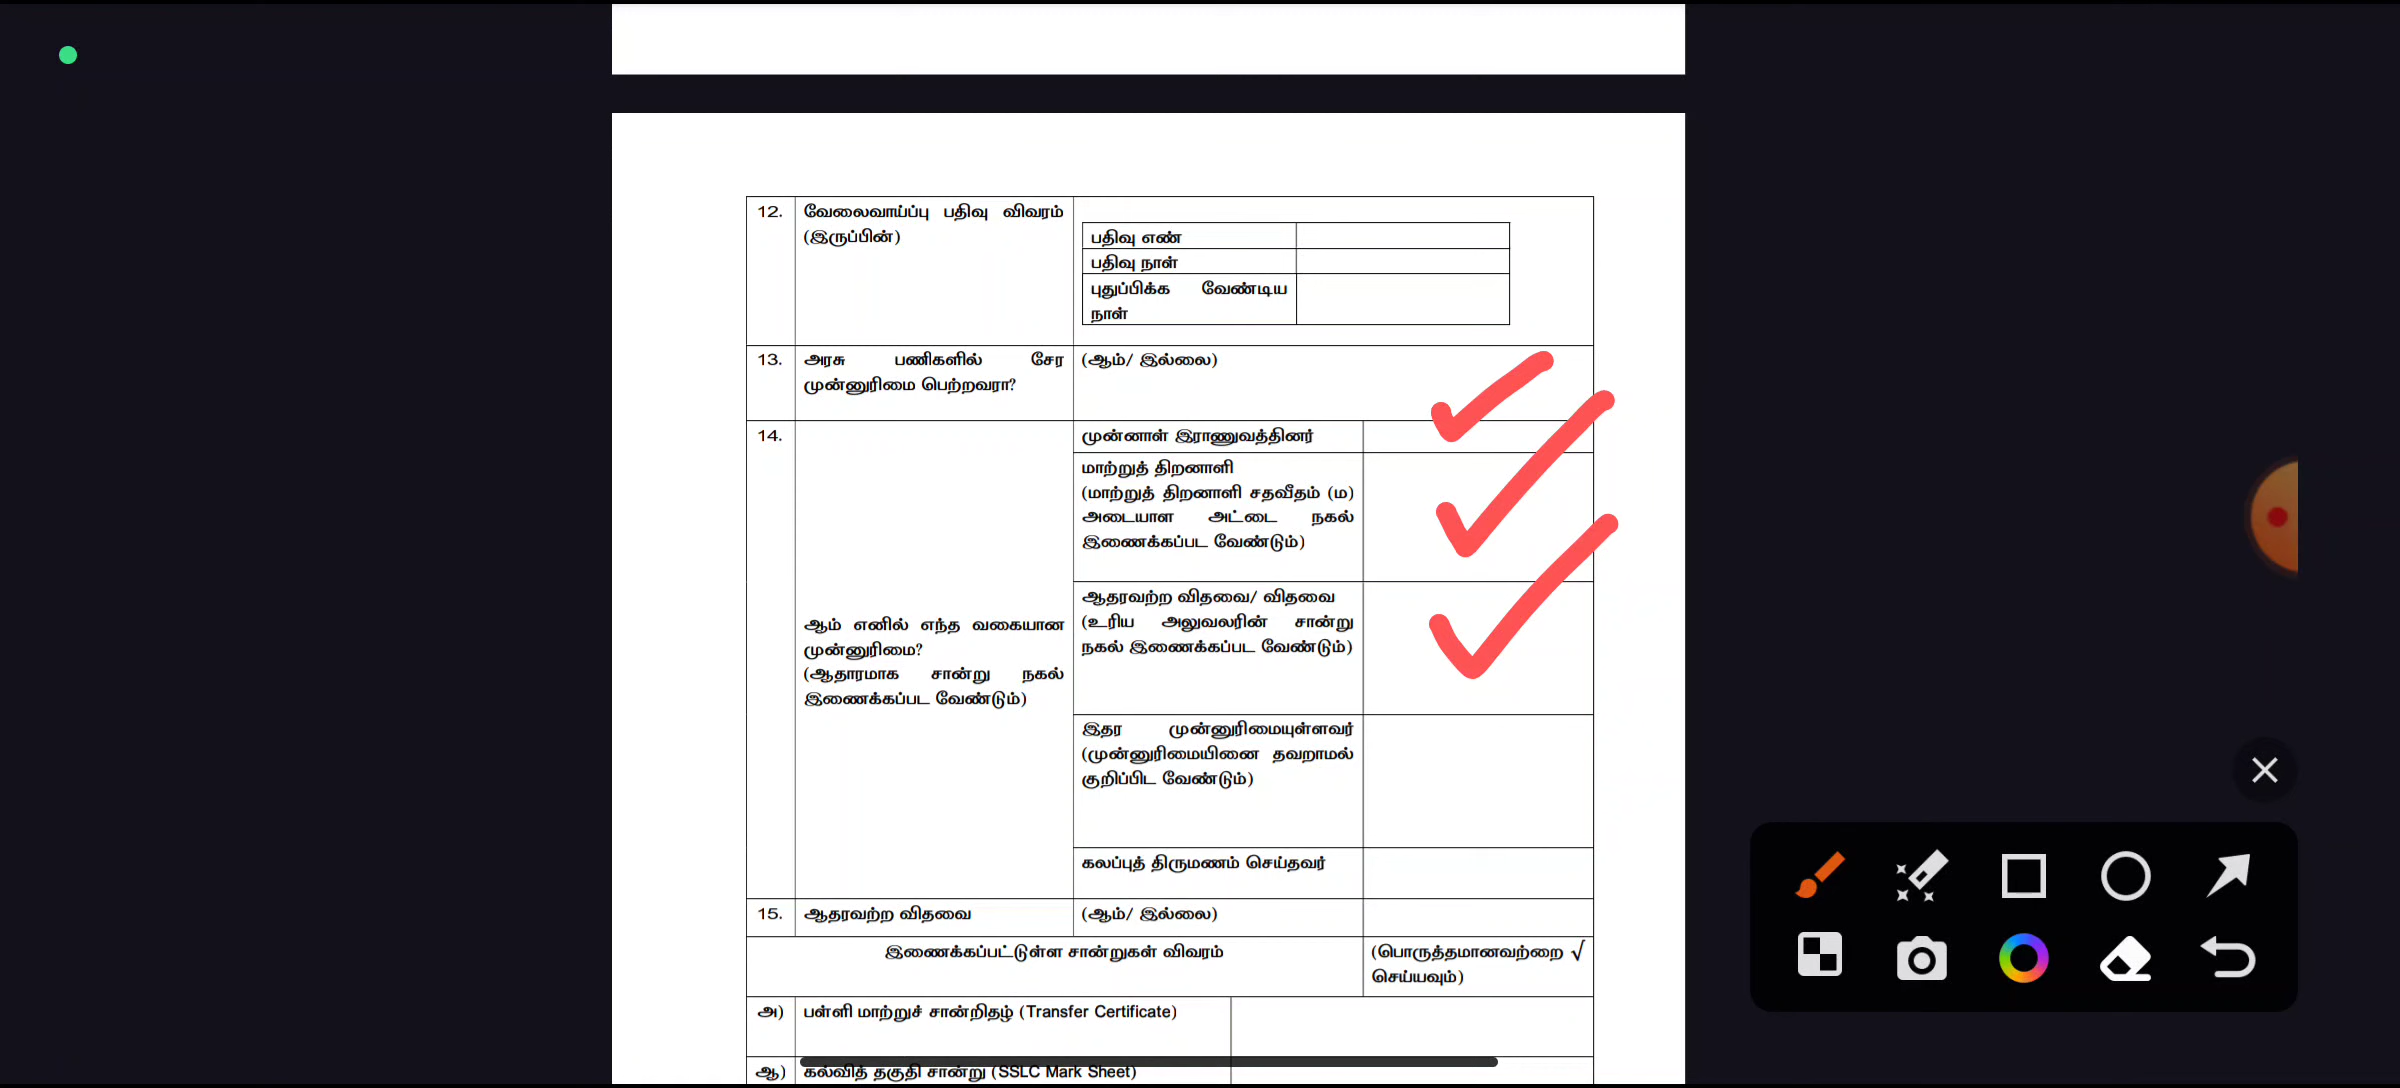 12. வேலைவாய்ப்பு பதிவு விவரம்
(இருப்பின்)
பதிவு எண்
பதிவு நாள்
புதுப்பிக்க வேண்டிய
நாள்
13. அரசு பணிகளில் சேர (ஆம்/ இல்லை)
முன்னுரிமை பெற்றவரா?
14.
ஆம் எனில் எந்த வகையான
முன்னுரிமை?
(ஆதாரமாக சான்று நகல்
இணைக்கப்பட வேண்டும்)
முன்னாள் இராணுவத்தினர்
மாற்றுத் திறனாளி
(மாற்றுத் திறனாளி சதவீதம் (ம)
அடையாள அட்டை நகல்
இணைக்கப்பட வேண்டும்)
ஆதரவற்ற விதவை/ விதவை
(உரிய அலுவலரின் சான்று
நகல் இணைக்கப்பட வேண்டும்)
இதர முன்னுரிமையுள்ளவர்
(முன்னுரிமையினை தவறாமல்
குறிப்பிட வேண்டும்)
கலப்புத் திருமணம் செய்தவர்
15. ஆதரவற்ற விதவை (ஆம்/ இல்லை)
இணைக்கப்பட்டுள்ள சான்றுகள் விவரம்
(பொருத்தமானவற்றை √
செய்யவும்)
அ) பள்ளி மாற்றுச் சான்றிதழ் (Transfer Certificate)
ஆ) கல்வித் தகுதி சான்று (SSLC Mark Sheet)